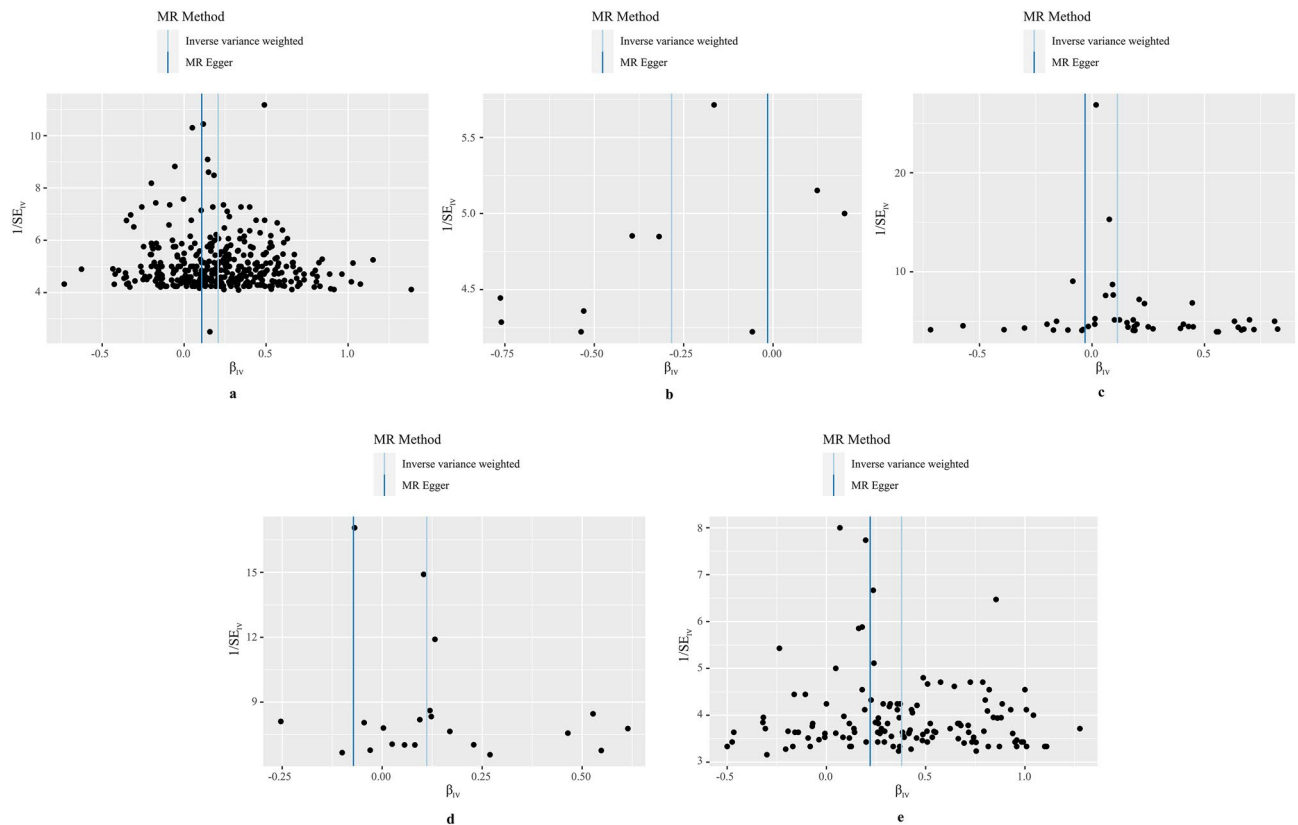 MR Method
Inverse variance weighted
MR Egger
10
8
6
4
1/SE_IV
-0.5
0.0
0.5
1.0
β_IV
a
MR Method
Inverse variance weighted
MR Egger
5.5
5.0
4.5
1/SE_IV
-0.75
-0.50
-0.25
0.00
β_IV
b
MR Method
Inverse variance weighted
MR Egger
20
10
1/SE_IV
-0.5
0.0
0.5
β_IV
c
MR Method
Inverse variance weighted
MR Egger
15
12
9
1/SE_IV
-0.25
0.00
0.25
0.50
β_IV
d
MR Method
Inverse variance weighted
MR Egger
8
7
6
5
4
3
1/SE_IV
-0.5
0.0
0.5
1.0
β_IV
e